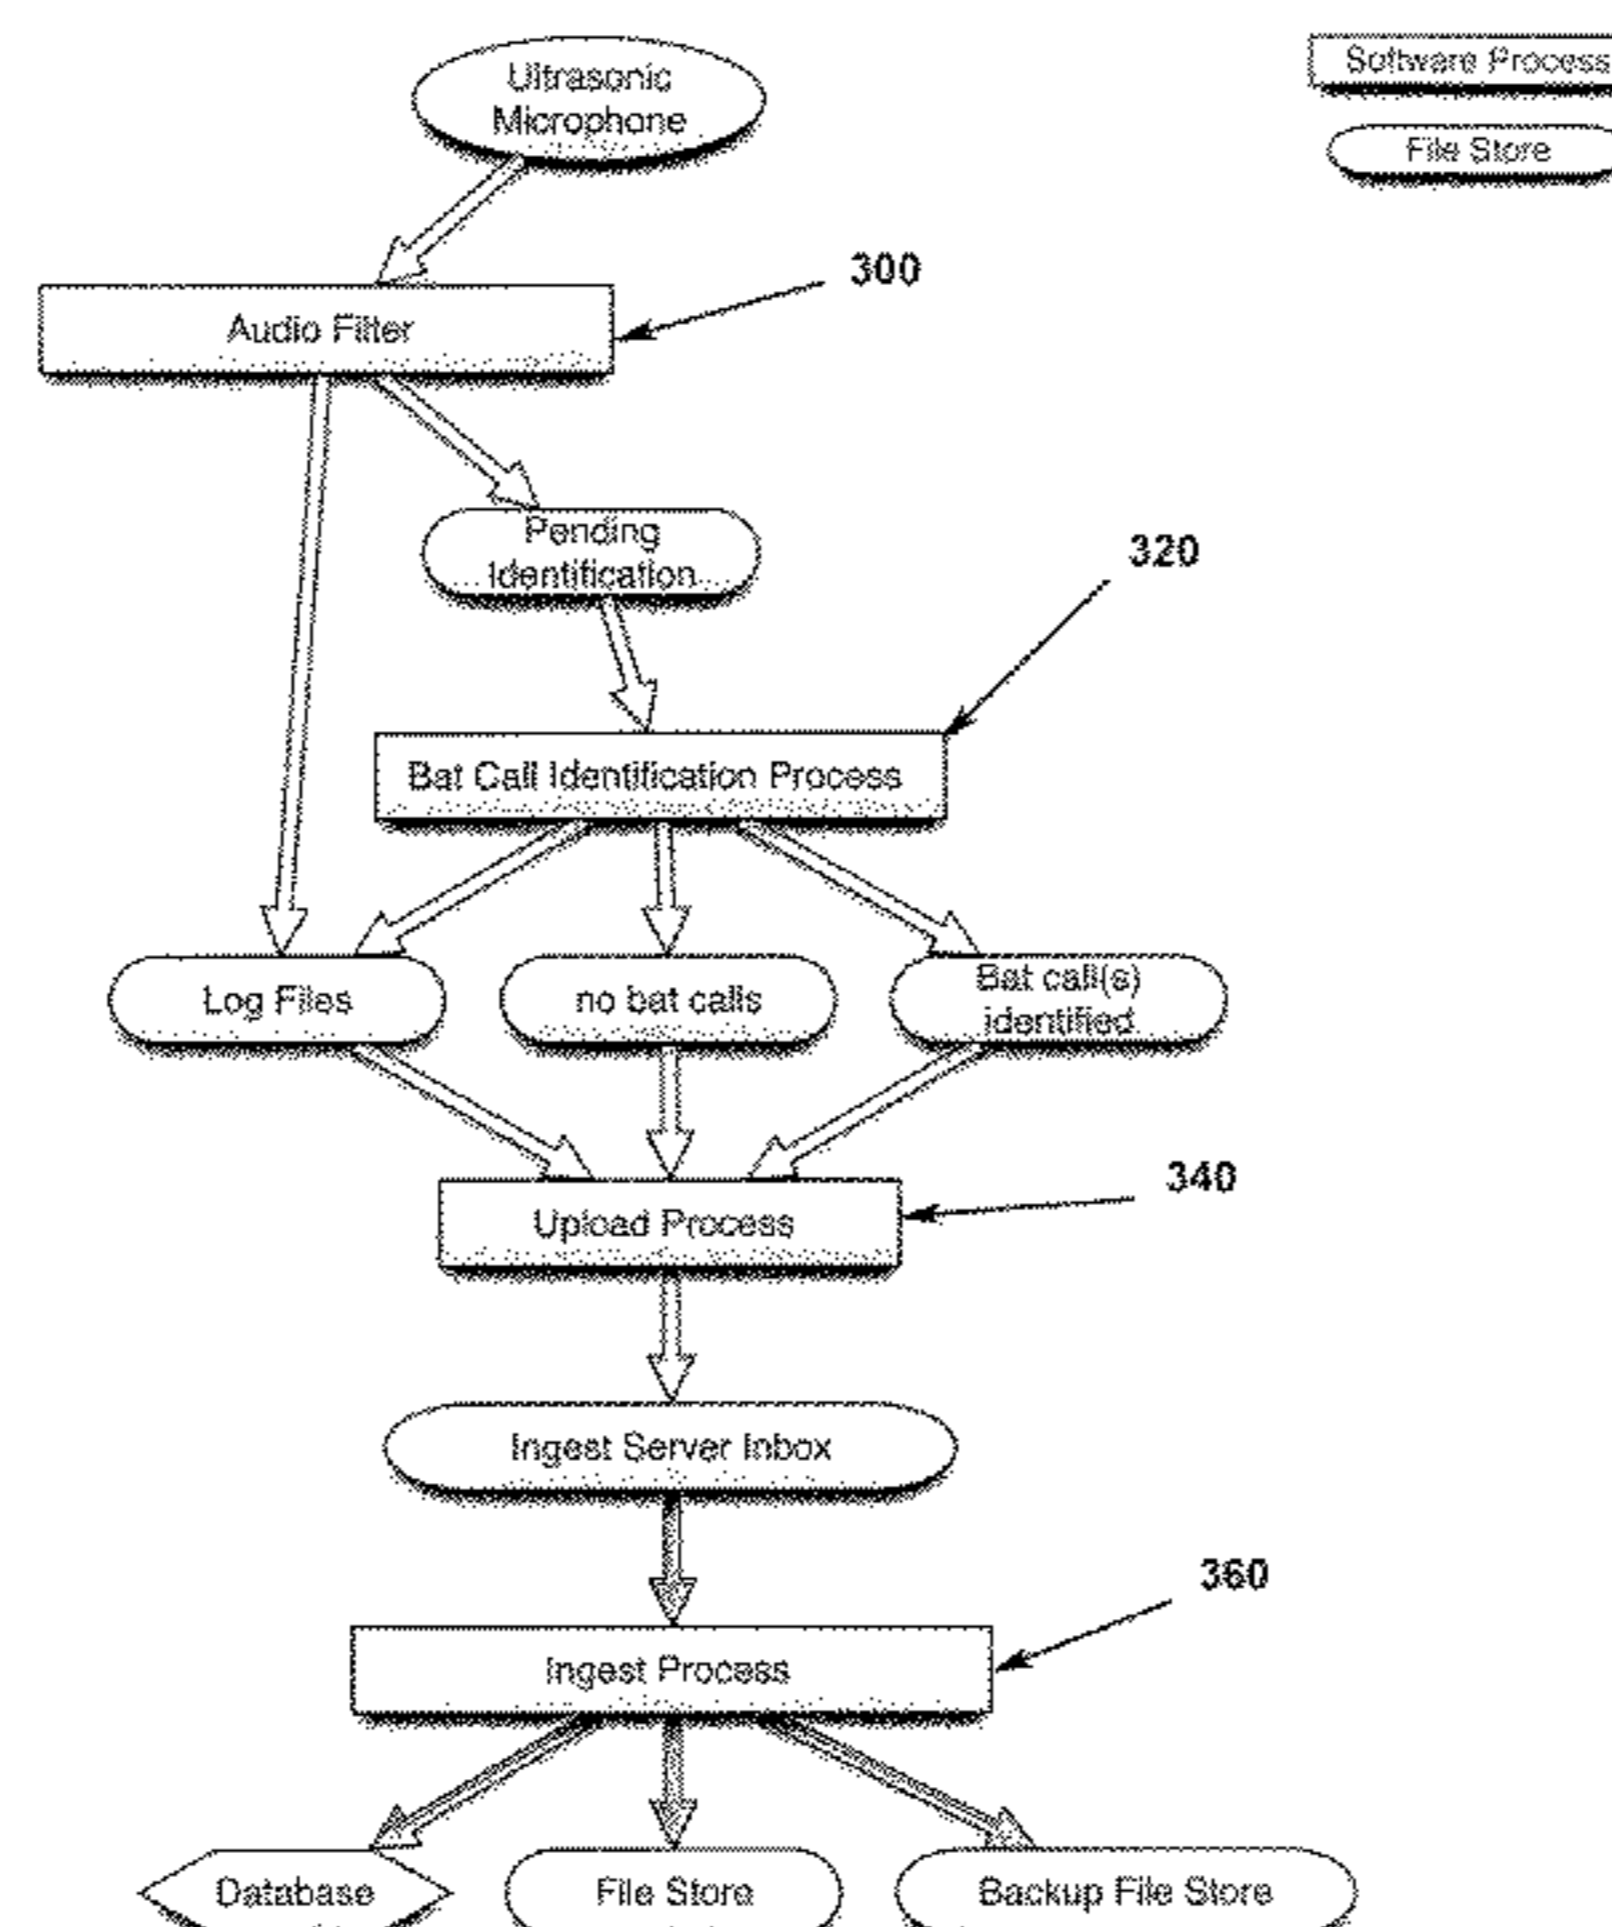 Ultrasonic
Microphone
Software Process
File Store
300
Audio Filter
Pending
Identification
320
Bat Call Identification Process
Log Files
no bat calls
Bat call(s)
identified
340
Upload Process
Ingest Server Inbox
360
Ingest Process
Database
File Store
Backup File Store